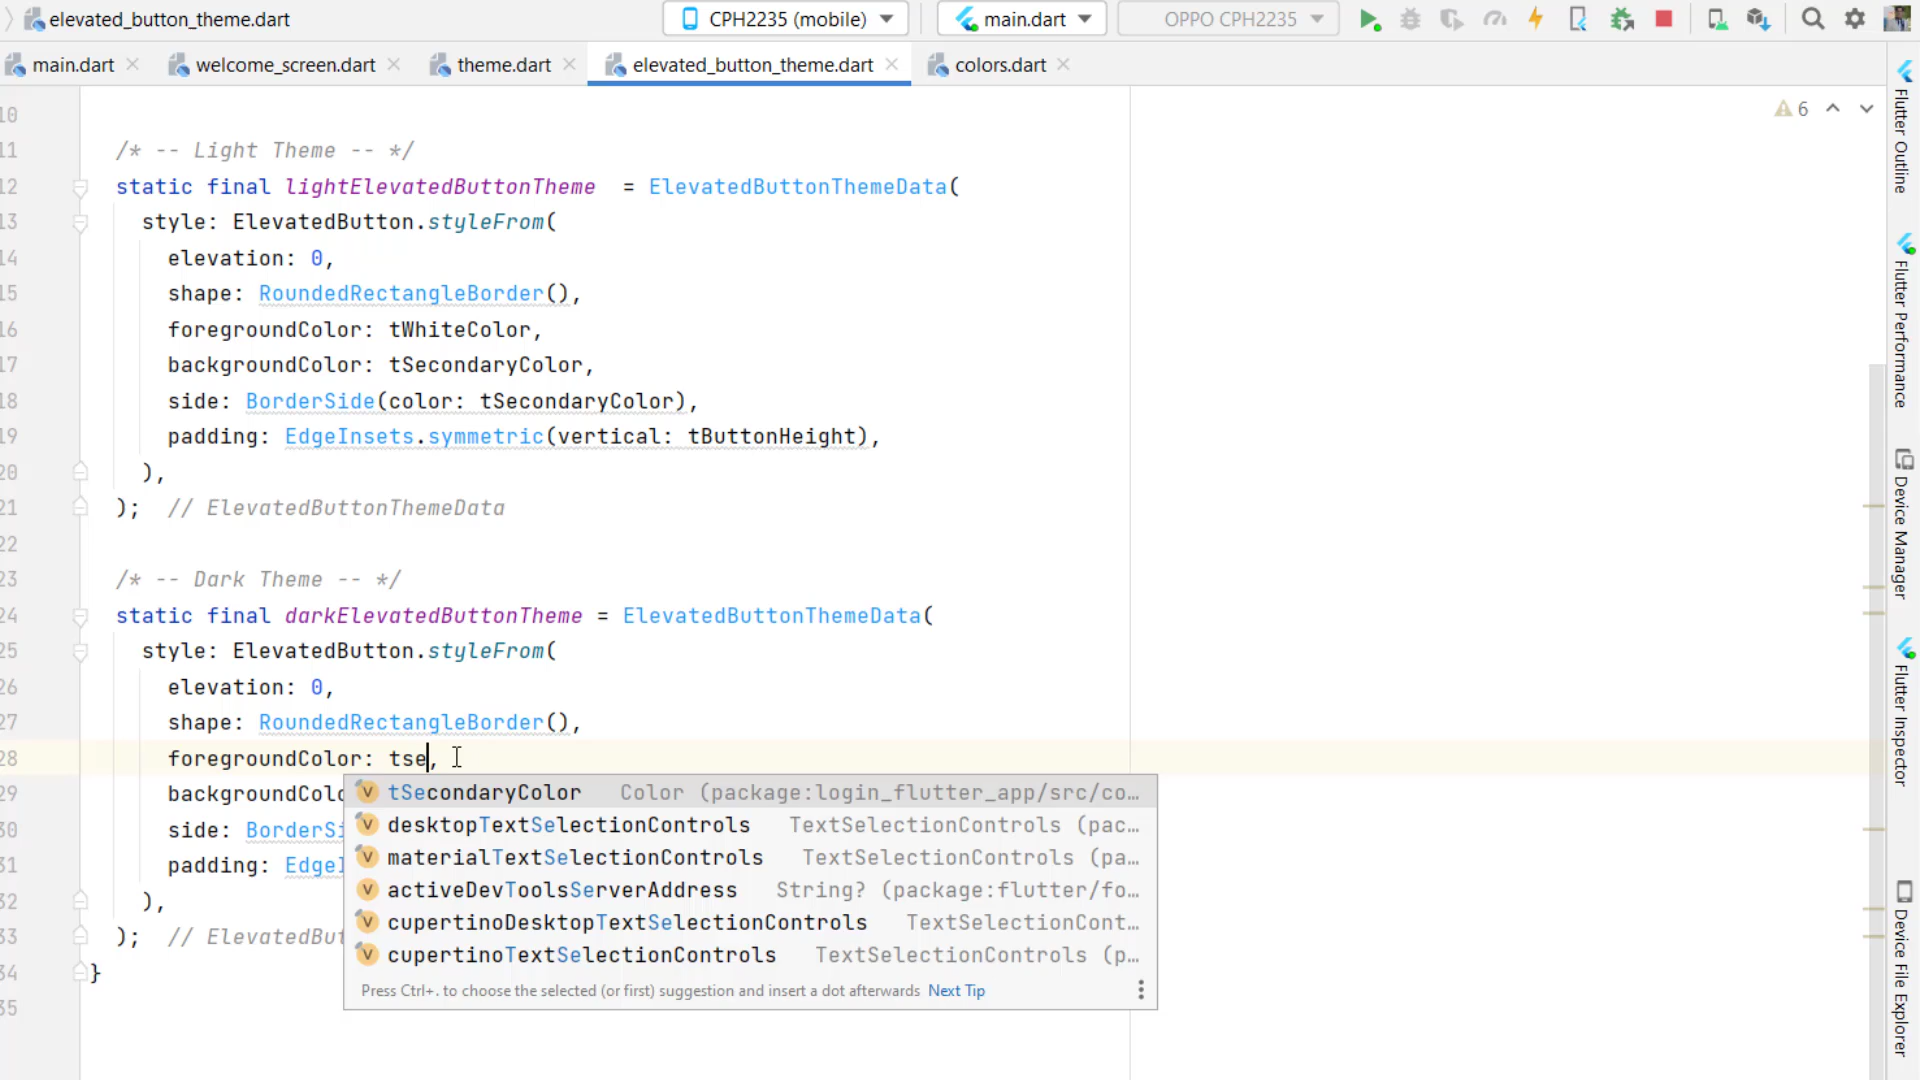 elevated_button_theme.dart
CPH2235 (mobile)
main.dart
OPPO CPH2235
main.dart
welcome_screen.dart
theme.dart
elevated_button_theme.dart
colors.dart
6
10
11 /* -- Light Theme -- */
12 static final lightElevatedButtonTheme  = ElevatedButtonThemeData(
13 style: ElevatedButton.styleFrom(
14 elevation: 0,
15 shape: RoundedRectangleBorder(),
16 foregroundColor: tWhiteColor,
17 backgroundColor: tSecondaryColor,
18 side: BorderSide(color: tSecondaryColor),
19 padding: EdgeInsets.symmetric(vertical: tButtonHeight),
20 ),
21 );  // ElevatedButtonThemeData
22
23 /* -- Dark Theme -- */
24 static final darkElevatedButtonTheme = ElevatedButtonThemeData(
25 style: ElevatedButton.styleFrom(
26 elevation: 0,
27 shape: RoundedRectangleBorder(),
28 foregroundColor: tse,
29 backgroundColo
30 side: BorderSi
31 padding: EdgeI
32 ),
33 );  // ElevatedBut
34 }
35
tSecondaryColor Color (package:login_flutter_app/src/co…
desktopTextSelectionControls TextSelectionControls (pac…
materialTextSelectionControls TextSelectionControls (pa…
activeDevToolsServerAddress String? (package:flutter/fo…
cupertinoDesktopTextSelectionControls TextSelectionCont…
cupertinoTextSelectionControls TextSelectionControls (p…
Press Ctrl+. to choose the selected (or first) suggestion and insert a dot afterwards Next Tip
Flutter Outline
Flutter Performance
Device Manager
Flutter Inspector
Device File Explorer